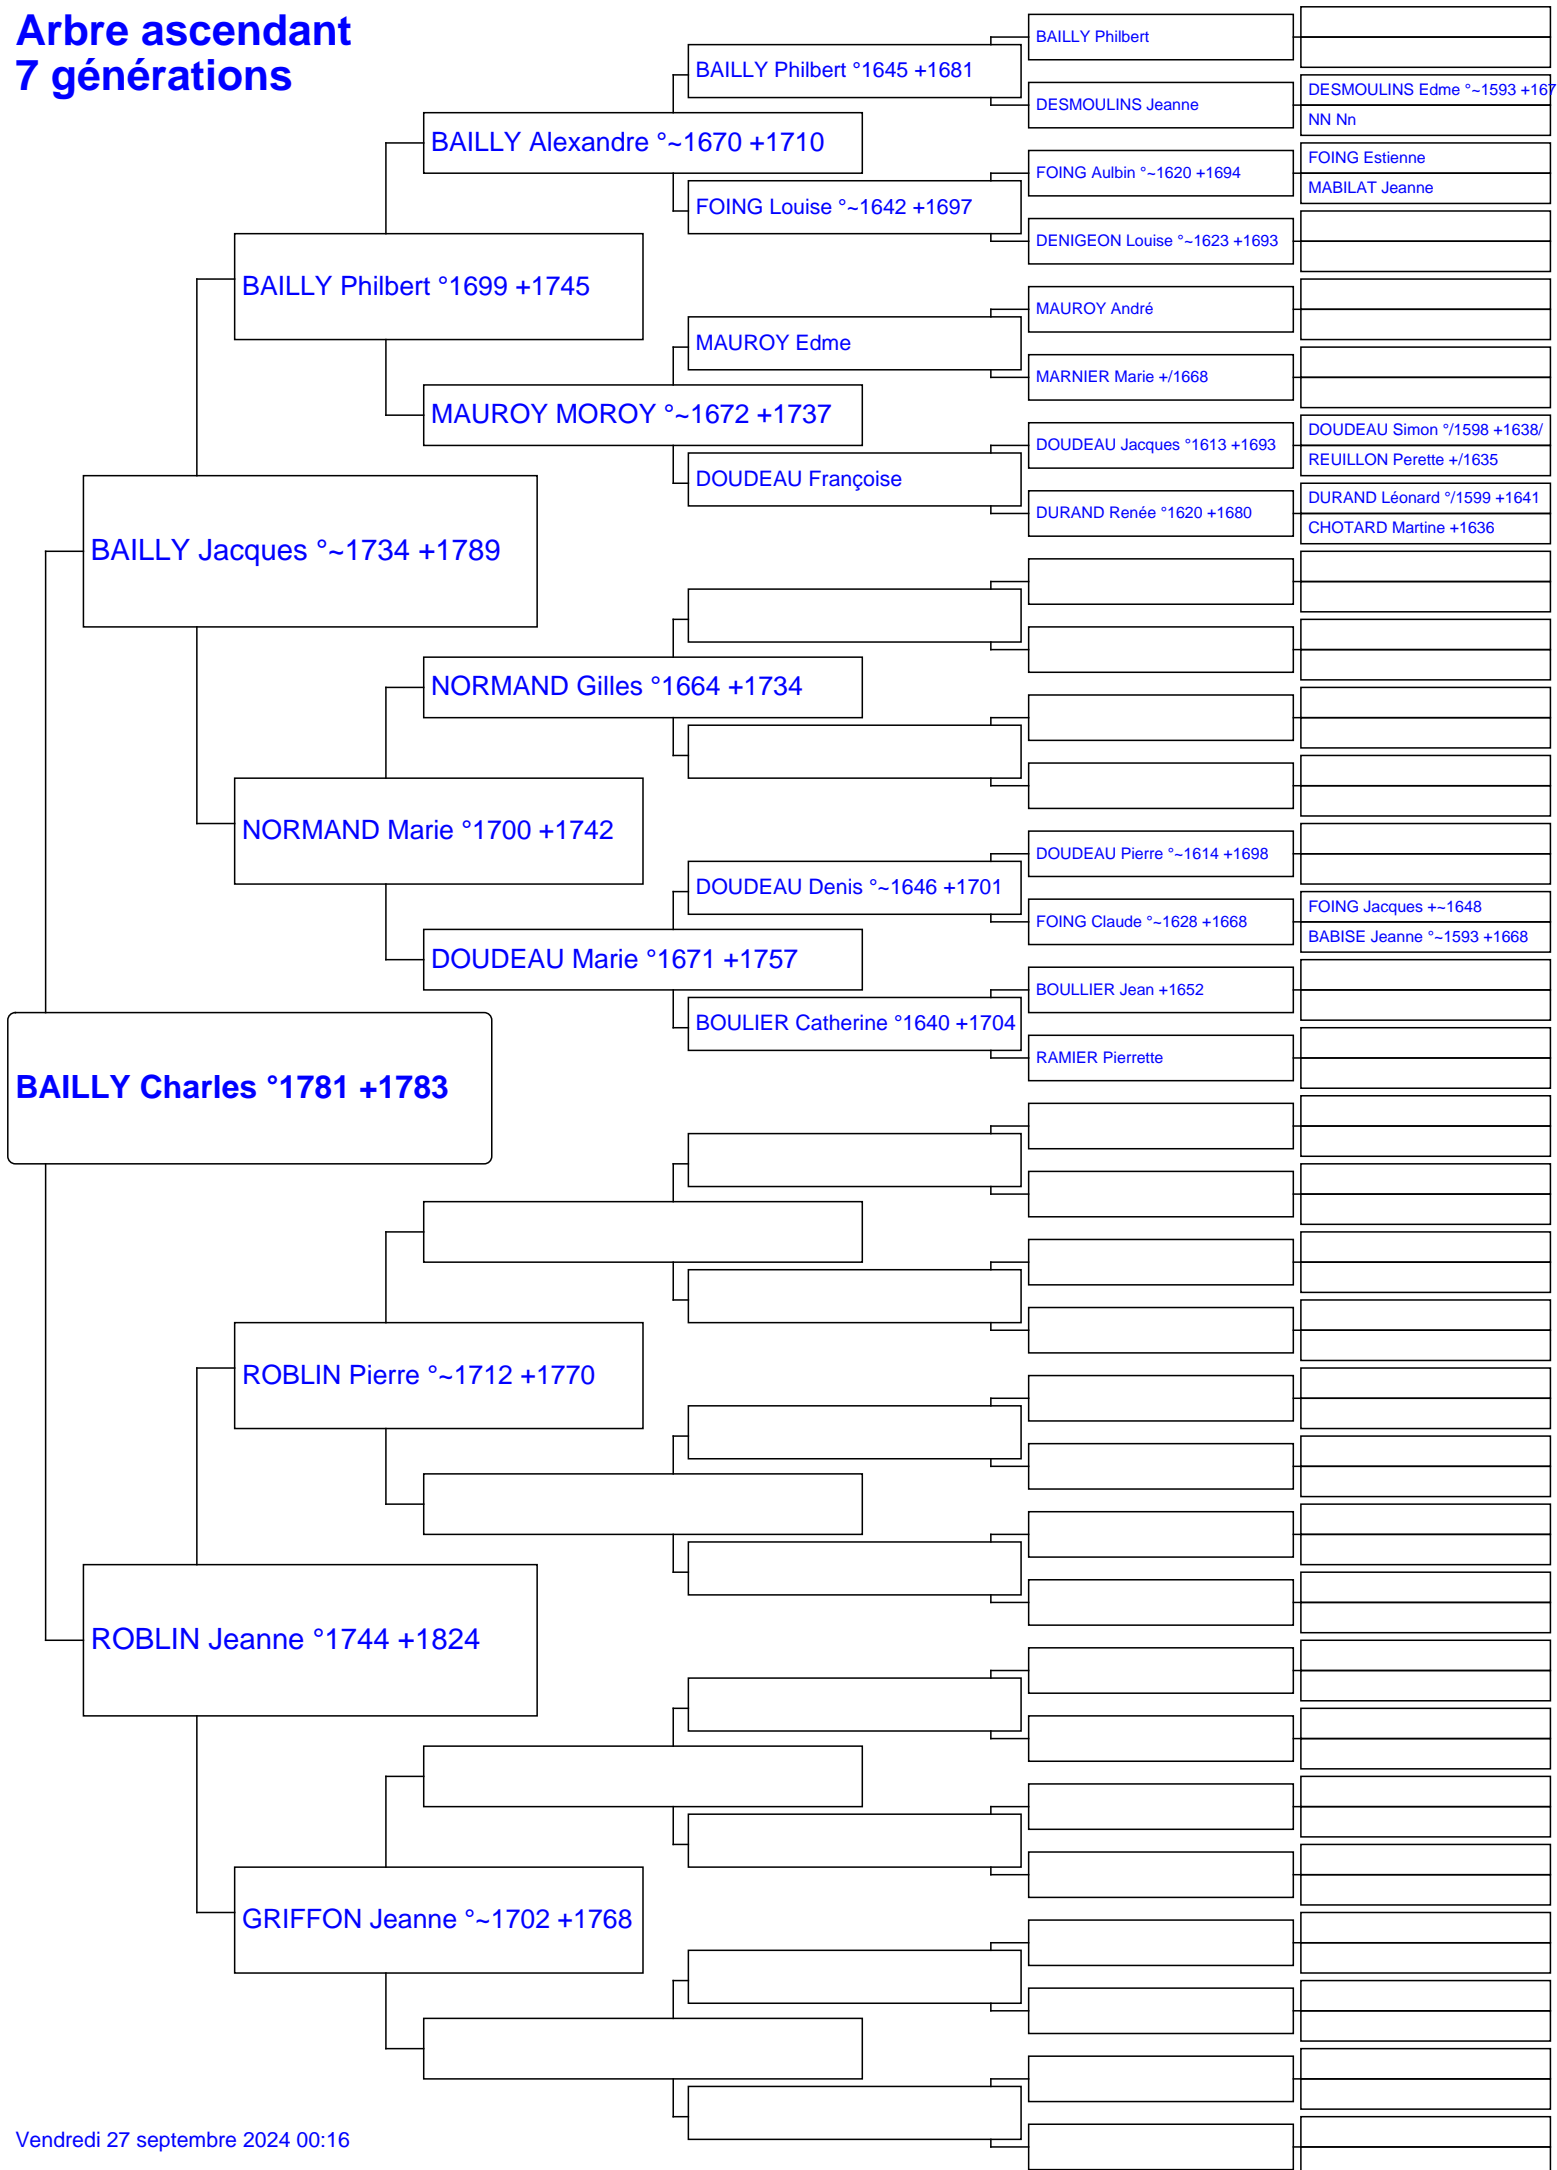 Arbre ascendant
7 générations
BAILLY Charles °1781 +1783
BAILLY Jacques °~1734 +1789
ROBLIN Jeanne °1744 +1824
BAILLY Philbert °1699 +1745
NORMAND Marie °1700 +1742
ROBLIN Pierre °~1712 +1770
GRIFFON Jeanne °~1702 +1768
BAILLY Alexandre °~1670 +1710
MAUROY MOROY °~1672 +1737
NORMAND Gilles °1664 +1734
DOUDEAU Marie °1671 +1757
BAILLY Philbert °1645 +1681
FOING Louise °~1642 +1697
MAUROY Edme
DOUDEAU Françoise
DOUDEAU Denis °~1646 +1701
BOULIER Catherine °1640 +1704
BAILLY Philbert
DESMOULINS Jeanne
FOING Aulbin °~1620 +1694
DENIGEON Louise °~1623 +1693
MAUROY André
MARNIER Marie +/1668
DOUDEAU Jacques °1613 +1693
DURAND Renée °1620 +1680
DOUDEAU Pierre °~1614 +1698
FOING Claude °~1628 +1668
BOULLIER Jean +1652
RAMIER Pierrette
DESMOULINS Edme °~1593 +167
NN Nn
FOING Estienne
MABILAT Jeanne
DOUDEAU Simon °/1598 +1638/
REUILLON Perette +/1635
DURAND Léonard °/1599 +1641
CHOTARD Martine +1636
FOING Jacques +~1648
BABISE Jeanne °~1593 +1668
Vendredi 27 septembre 2024 00:16